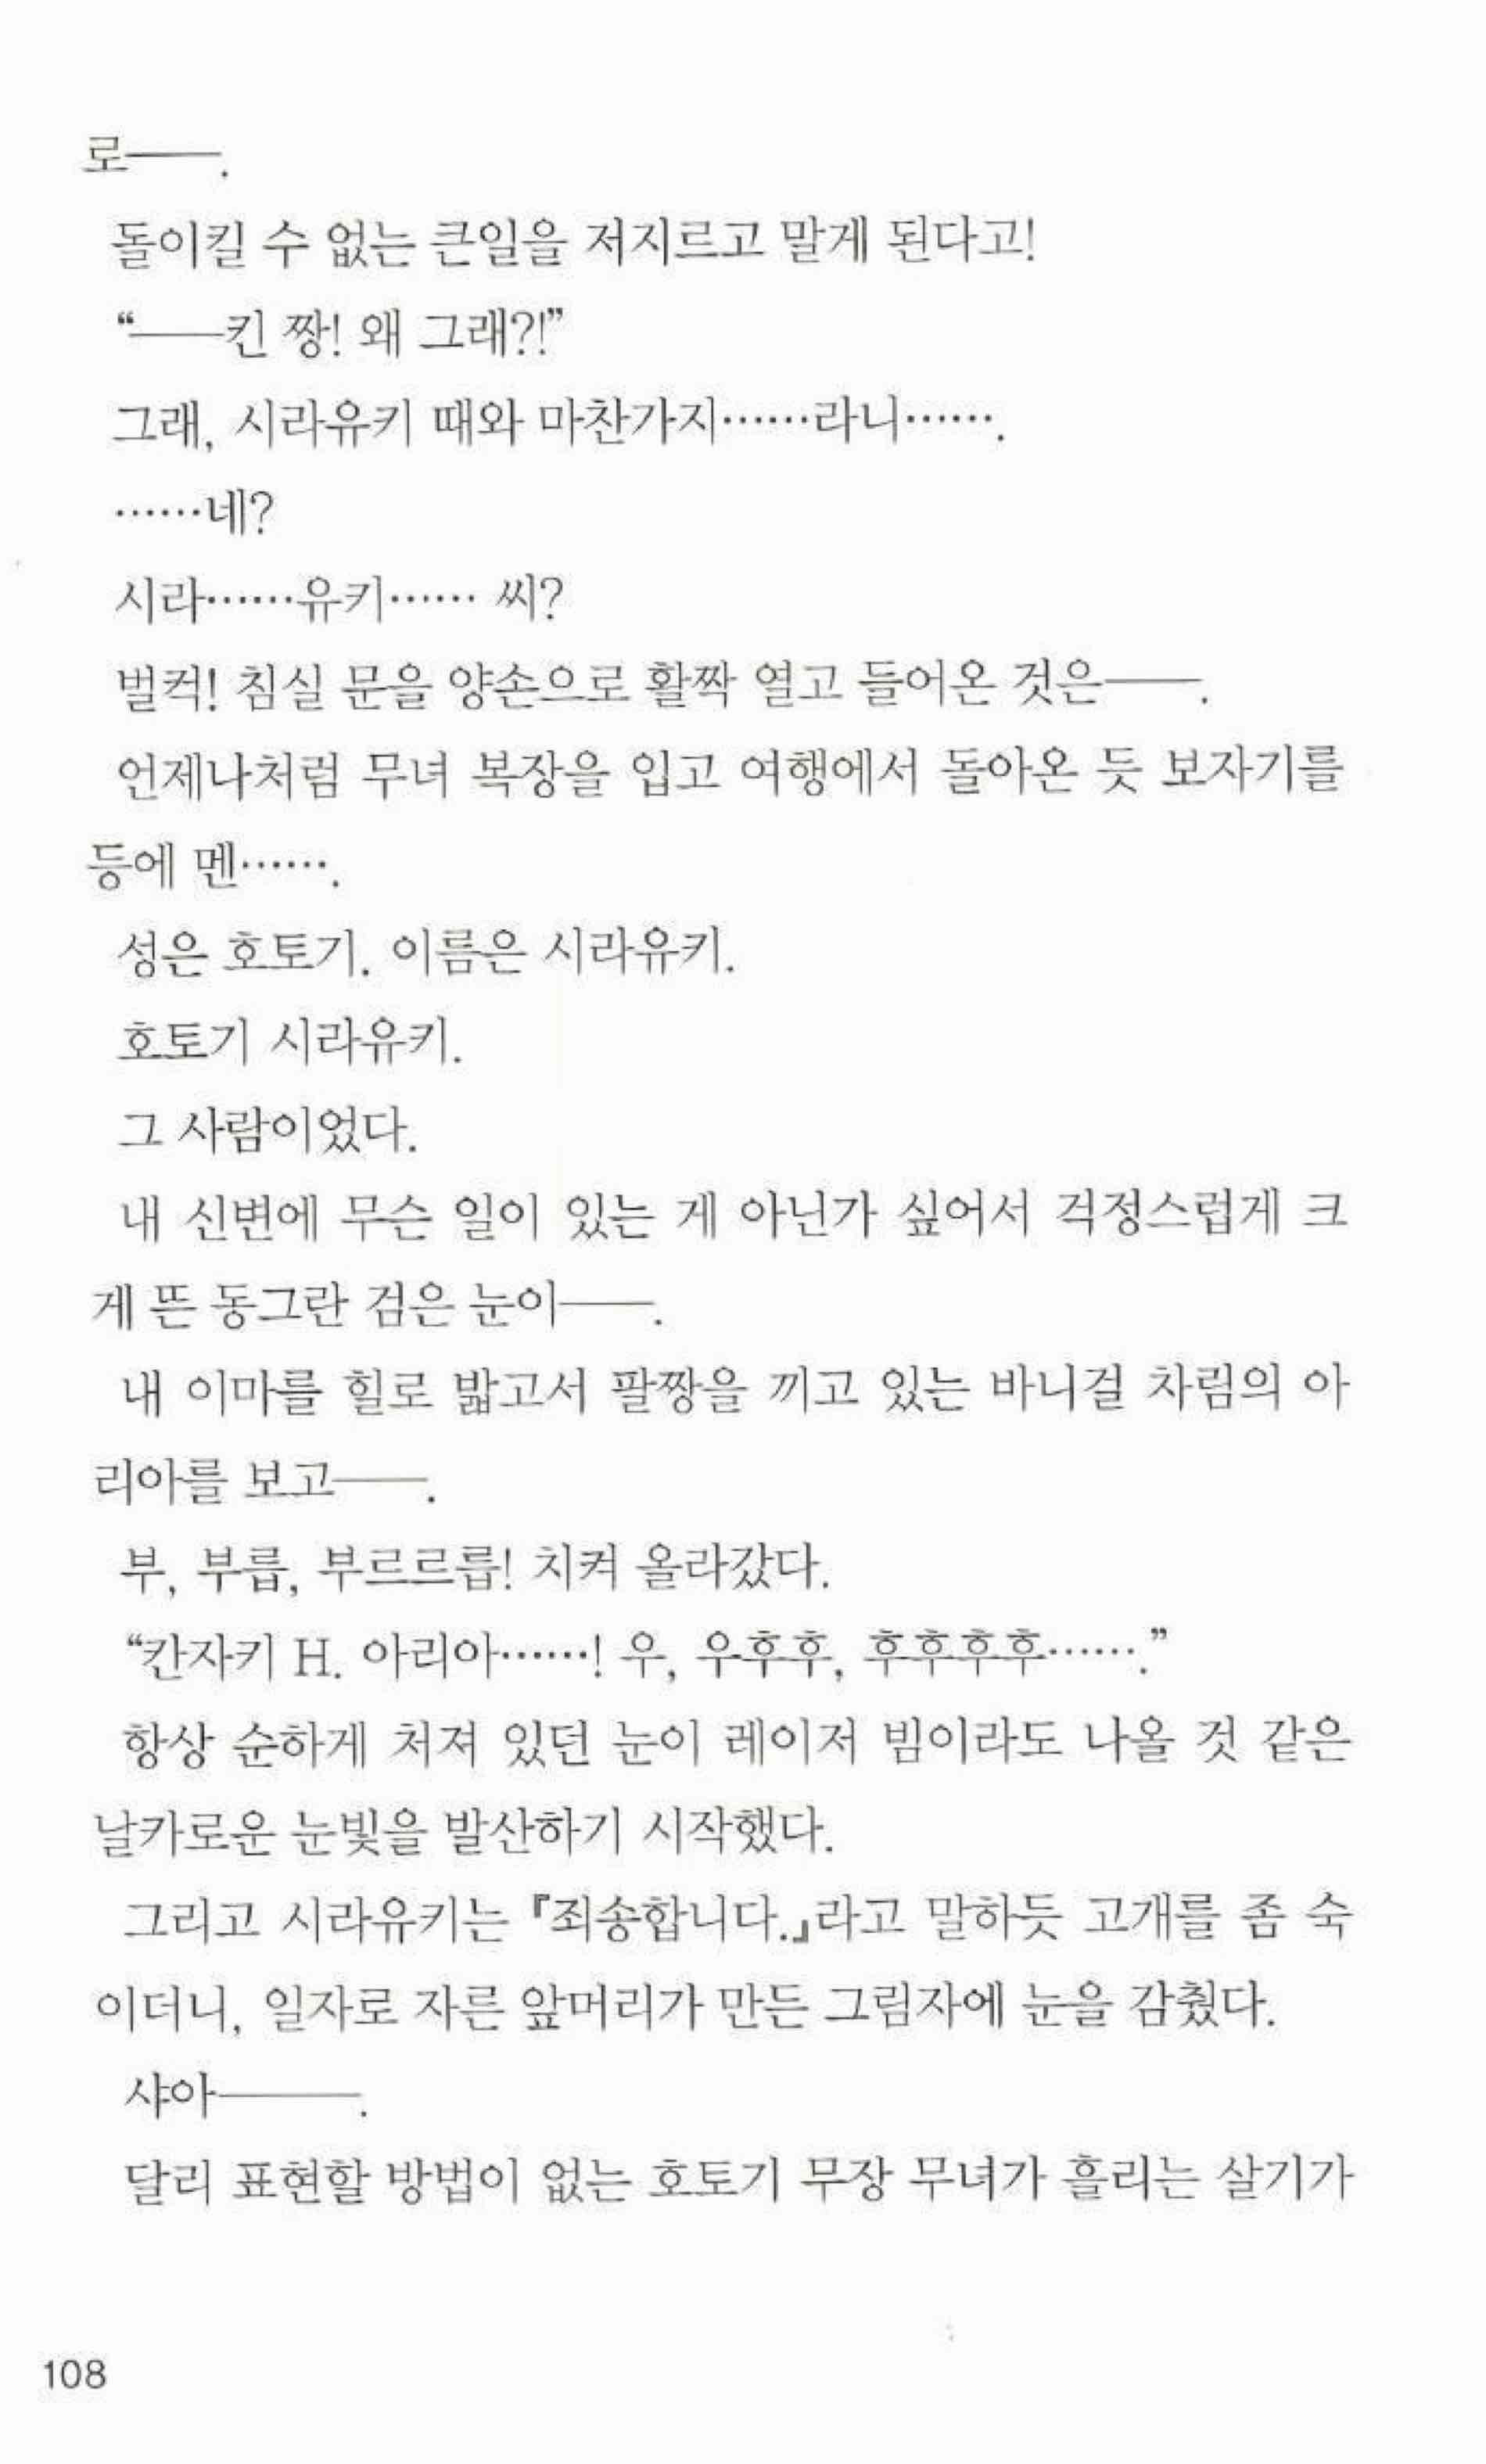 로――.
돌이킬 수 없는 큰일을 저지르고 말게 된다고!
“――킨 짱! 왜 그래?!”
그래, 시라유키 때와 마찬가지……라니…….
……네?
시라……유키…… 씨?
벌컥! 침실 문을 양손으로 활짝 열고 들어온 것은――.
언제나처럼 무녀 복장을 입고 여행에서 돌아온 듯 보자기를
등에 멘…….
성은 호토기. 이름은 시라유키.
호토기 시라유키.
그 사람이었다.
내 신변에 무슨 일이 있는 게 아닌가 싶어서 걱정스럽게 크
게 뜬 동그란 검은 눈이――.
내 이마를 힐로 밟고서 팔짱을 끼고 있는 바니걸 차림의 아
리아를 보고――.
부, 부릅, 부르르릅! 치켜 올라갔다.
“칸자키 H. 아리아……! 우, 우후후, 후후후후…….”
항상 순하게 처져 있던 눈이 레이저 빔이라도 나올 것 같은
날카로운 눈빛을 발산하기 시작했다.
그리고 시라유키는 『죄송합니다.』라고 말하듯 고개를 좀 숙
이더니, 일자로 자른 앞머리가 만든 그림자에 눈을 감췄다.
샤아―――.
달리 표현할 방법이 없는 호토기 무장 무녀가 흘리는 살기가
108